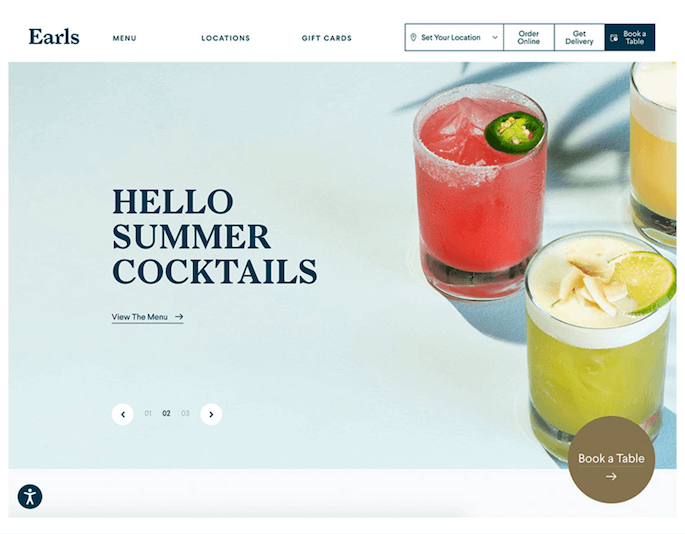 Earls
MENU
LOCATIONS
GIFT CARDS
Set Your Location
Order
Online
Get
Delivery
Book a
Table
HELLO
SUMMER
COCKTAILS
View The Menu
01 02 03
Book a Table